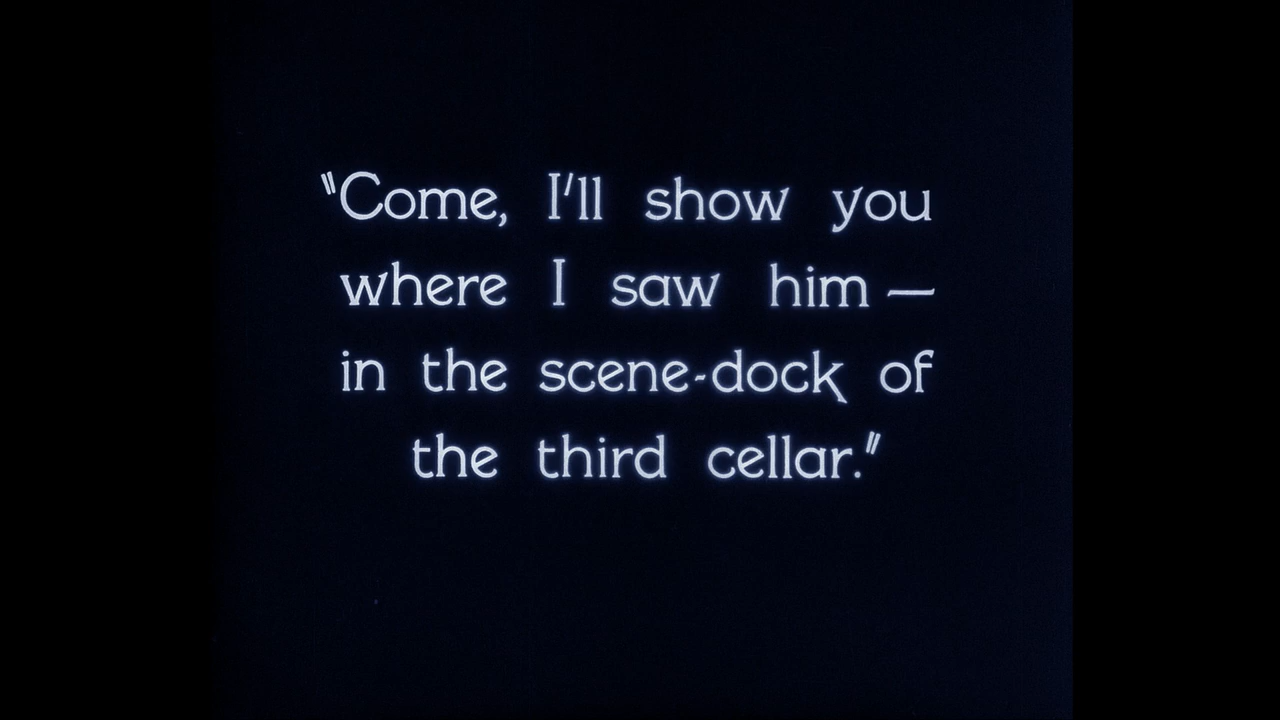 "Come, I'll show you
where I saw him —
in the scene-dock of
the third cellar."